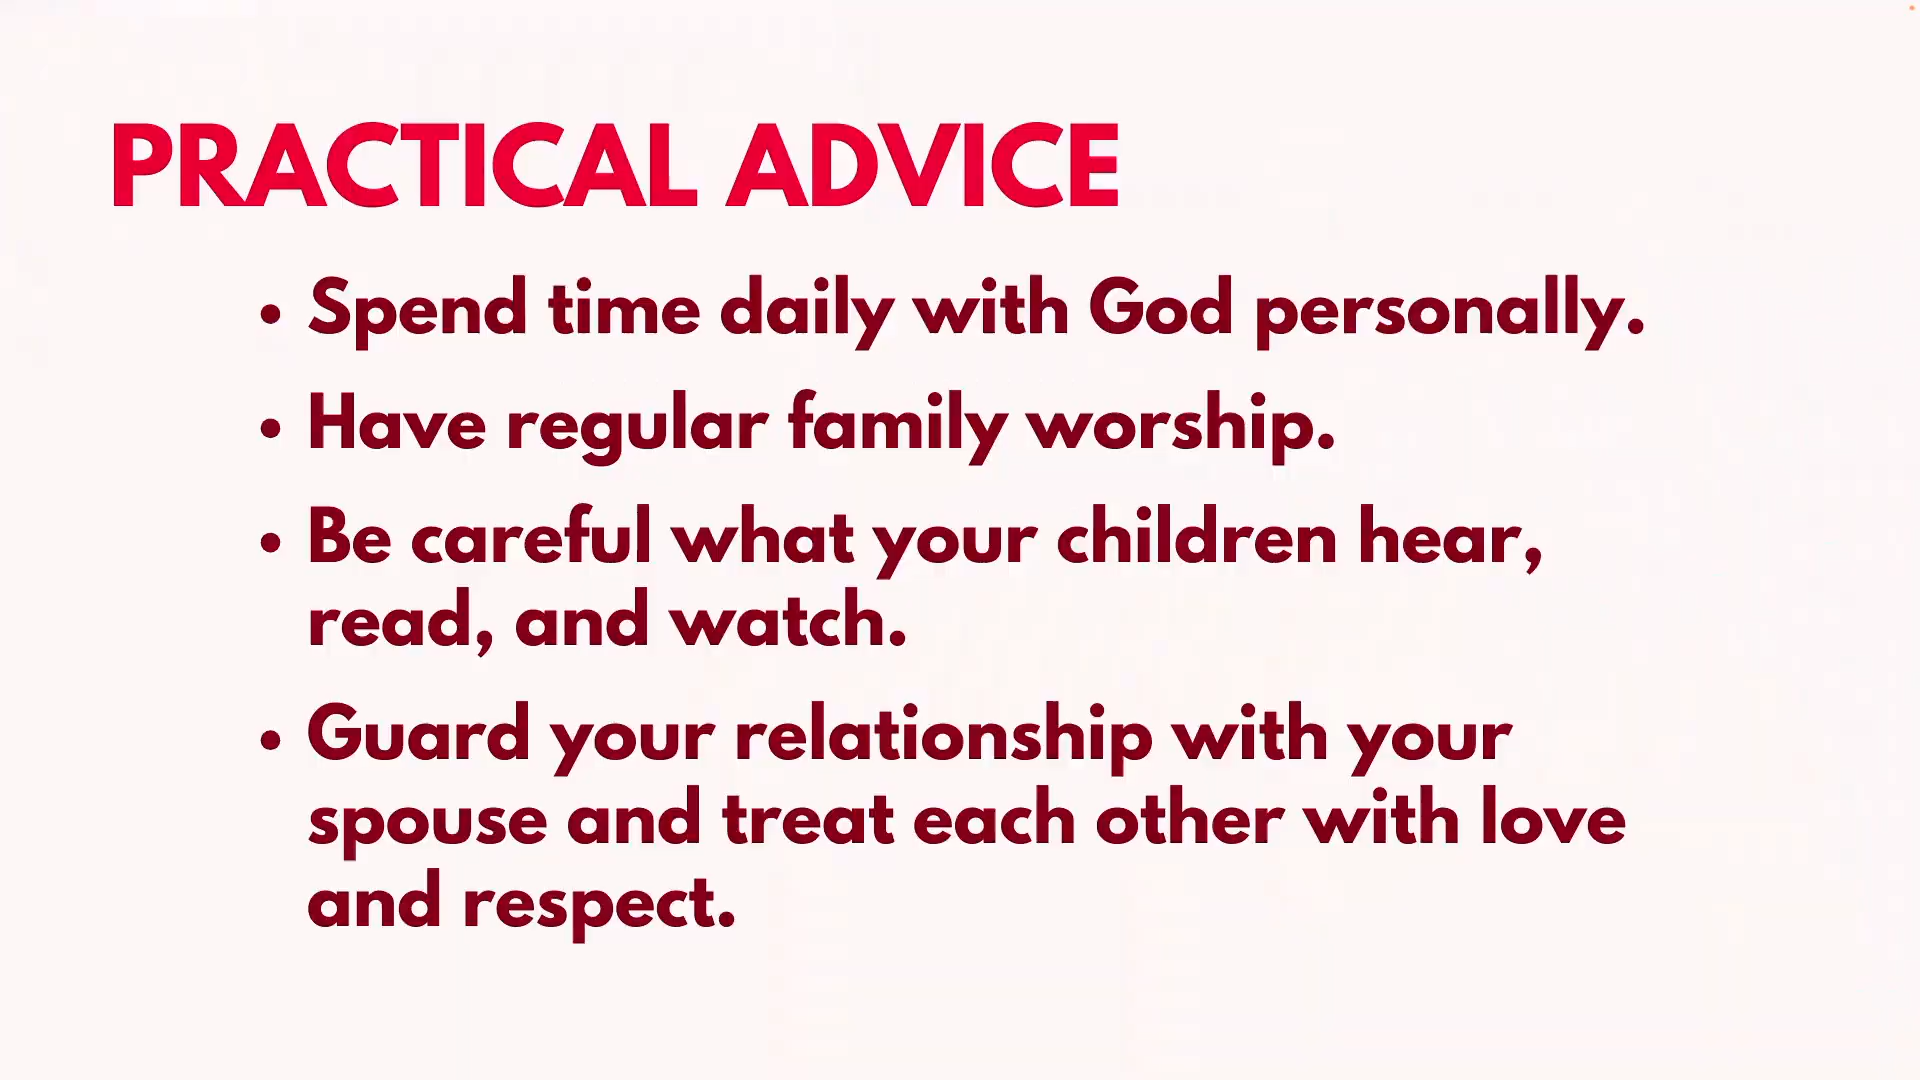 PRACTICAL ADVICE
• Spend time daily with God personally.
• Have regular family worship.
• Be careful what your children hear,
read, and watch.
• Guard your relationship with your
spouse and treat each other with love
and respect.